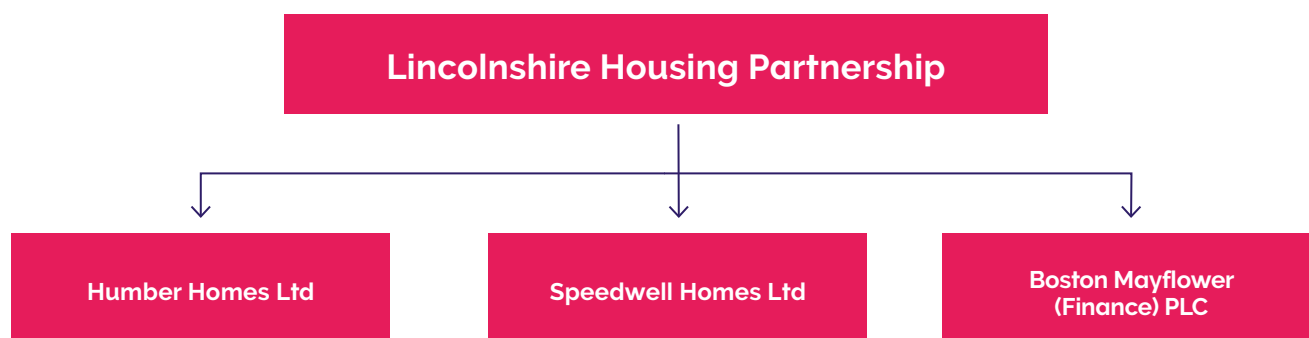 Lincolnshire Housing Partnership
Humber Homes Ltd
Speedwell Homes Ltd
Boston Mayflower
(Finance) PLC